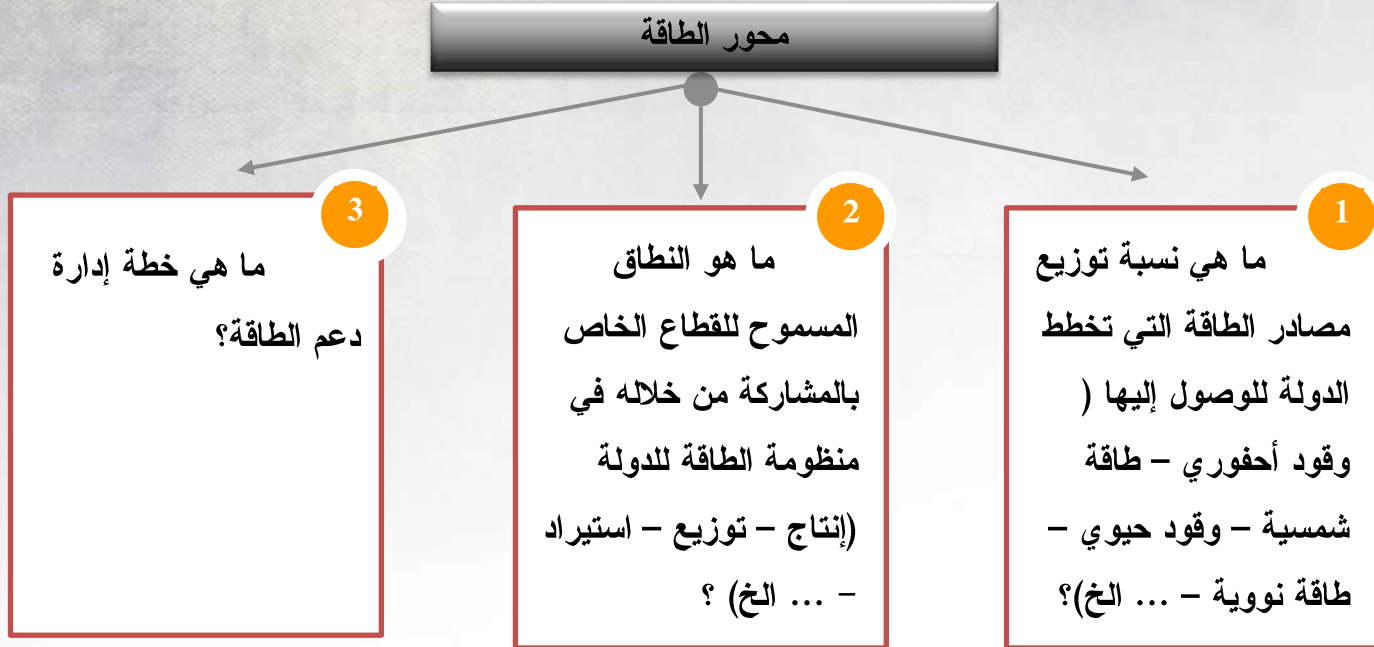 محور الطاقة
1
ما هي نسبة توزيع
مصادر الطاقة التي تخطط
الدولة للوصول إليها (
وقود أحفوري – طاقة
شمسية – وقود حيوي –
طاقة نووية – ... الخ)؟
2
ما هو النطاق
المسموح للقطاع الخاص
بالمشاركة من خلاله في
منظومة الطاقة للدولة
(إنتاج – توزيع – استيراد
– ... الخ) ؟
3
ما هي خطة إدارة
دعم الطاقة؟